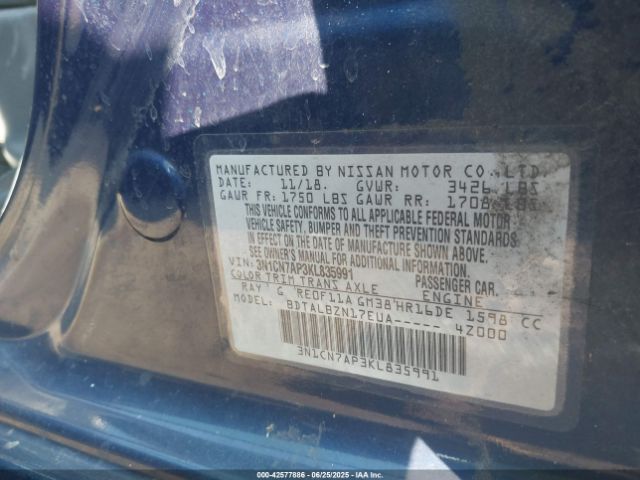 MANUFACTURED BY NISSAN MOTOR CO., LTD.
DATE: 11/18. GVWR: 3426 LBS
GAWR FR: 1750 LBS GAWR RR: 1708 LBS
THIS VEHICLE CONFORMS TO ALL APPLICABLE FEDERAL MOTOR
VEHICLE SAFETY, BUMPER AND THEFT PREVENTION STANDARDS
IN EFFECT ON THE DATE OF MANUFACTURE SHOWN ABOVE.
SEE OWNER'S MANUAL FOR ADDITIONAL INFORMATION
VIN: 3N1CN7AP3KL835991 PASSENGER CAR.
COLOR TRIM TRANS AXLE ENGINE
RAY G RE0F11A GM38 HR16DE 1598 CC
MODEL: BDTALBZN17EUA----- 4Z000
3N1CN7AP3KL835991
000-42577886 - 06/25/2025 - IAAI.COM